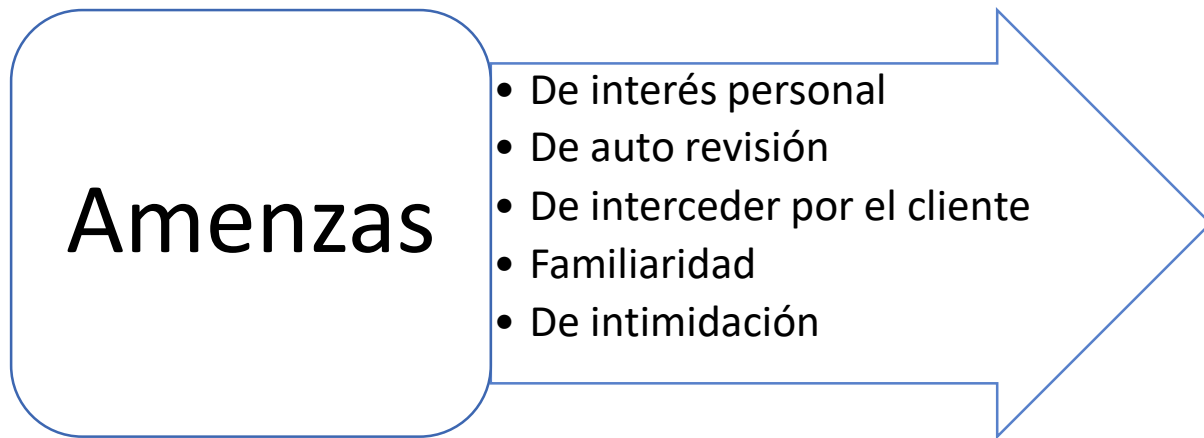 Amenzas
• De interés personal
• De auto revisión
• De interceder por el cliente
• Familiaridad
• De intimidación